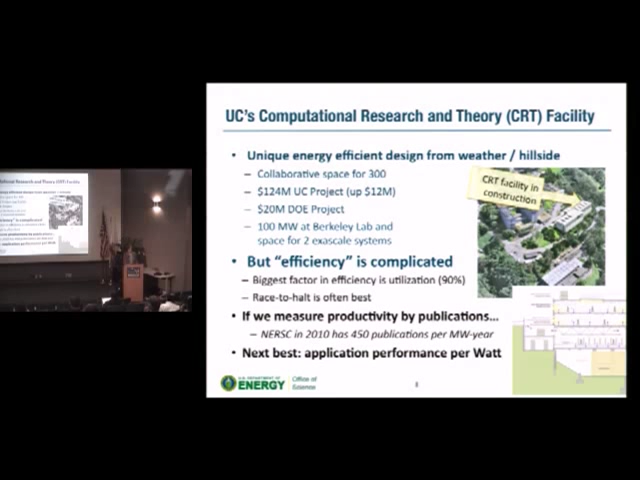 UC's Computational Research and Theory (CRT) Facility
• Unique energy efficient design from weather / hillside
– Collaborative space for 300
– $124M UC Project (up $12M)
– $20M DOE Project
– 100 MW at Berkeley Lab and
space for 2 exascale systems
CRT facility in
construction
• But “efficiency” is complicated
– Biggest factor in efficiency is utilization (90%)
– Race-to-halt is often best
• If we measure productivity by publications…
– NERSC in 2010 has 450 publications per MW-year
• Next best: application performance per Watt
U.S. DEPARTMENT OF
ENERGY
Office of
Science
8